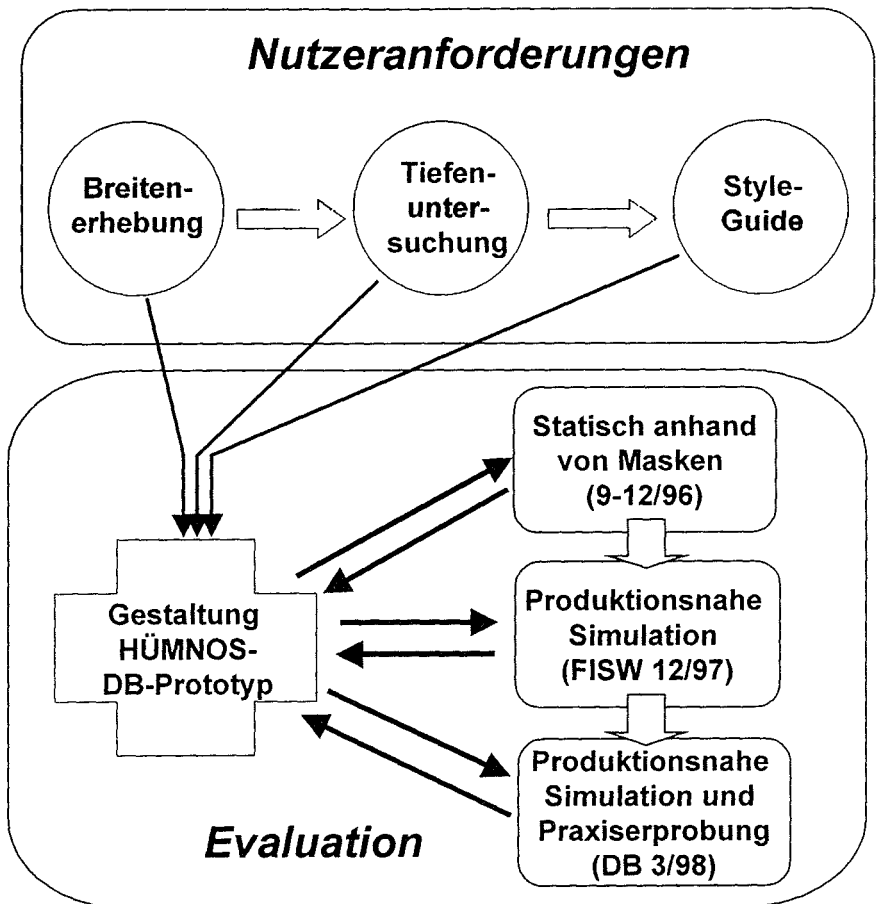 Nutzeranforderungen
Breiten-
erhebung
Tiefen-
unter-
suchung
Style-
Guide
Statisch anhand
von Masken
(9-12/96)
Gestaltung
HÜMNOS-
DB-Prototyp
Produktionsnahe
Simulation
(FISW 12/97)
Produktionsnahe
Simulation und
Praxiserprobung
(DB 3/98)
Evaluation